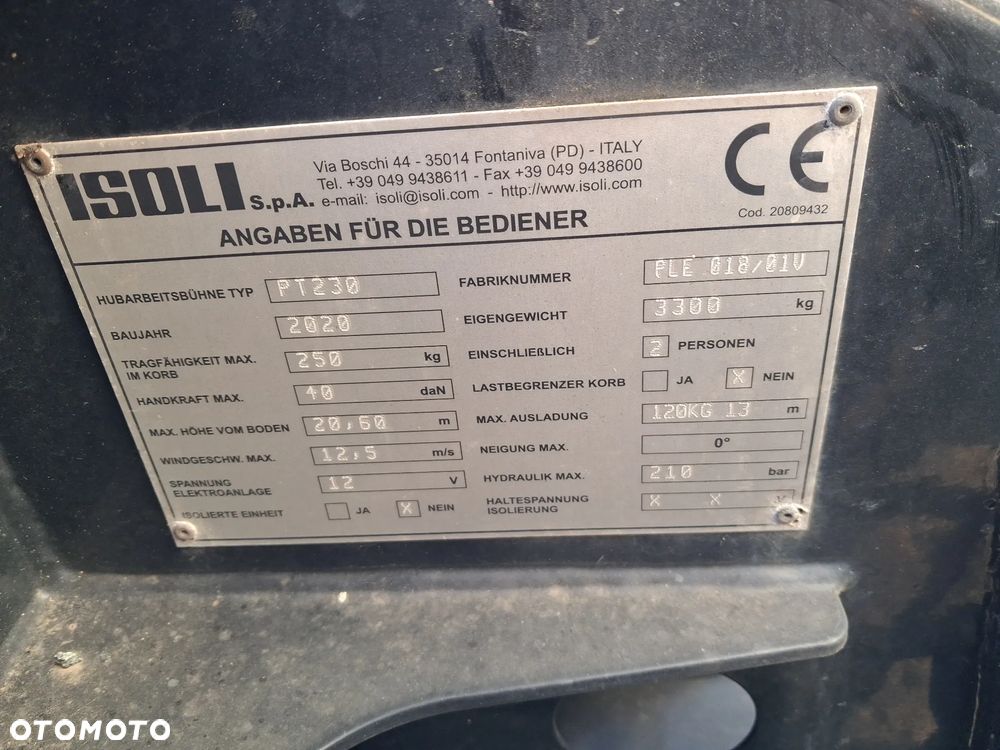 ISOLI S.p.A.
Via Boschi 44 - 35014 Fontaniva (PD) - ITALY
Tel. +39 049 9438611 - Fax +39 049 9438600
e-mail: isoli@isoli.com - http://www.isoli.com
CE
Cod. 20809432
ANGABEN FÜR DIE BEDIENER
HUBARBEITSBÜHNE TYP PT230
FABRIKNUMMER PLE 018/01V
BAUJAHR 2020
EIGENGEWICHT 3300 kg
TRAGFÄHIGKEIT MAX.
IM KORB 250 kg
EINSCHLIEßLICH 2 PERSONEN
HANDKRAFT MAX. 40 daN
LASTBEGRENZER KORB JA X NEIN
MAX. HÖHE VOM BODEN 20,60 m
MAX. AUSLADUNG 120KG 13 m
WINDGESCHW. MAX. 12,5 m/s
NEIGUNG MAX. 0°
SPANNUNG
ELEKTROANLAGE 12 V
HYDRAULIK MAX. 210 bar
ISOLIERTE EINHEIT JA X NEIN
HALTESPANNUNG
ISOLIERUNG X X V
OTOMOTO